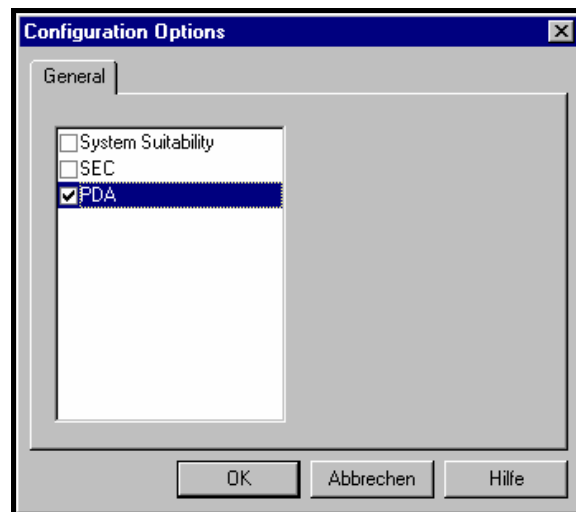 Configuration Options
General
System Suitability
SEC
PDA
OK Abbrechen Hilfe